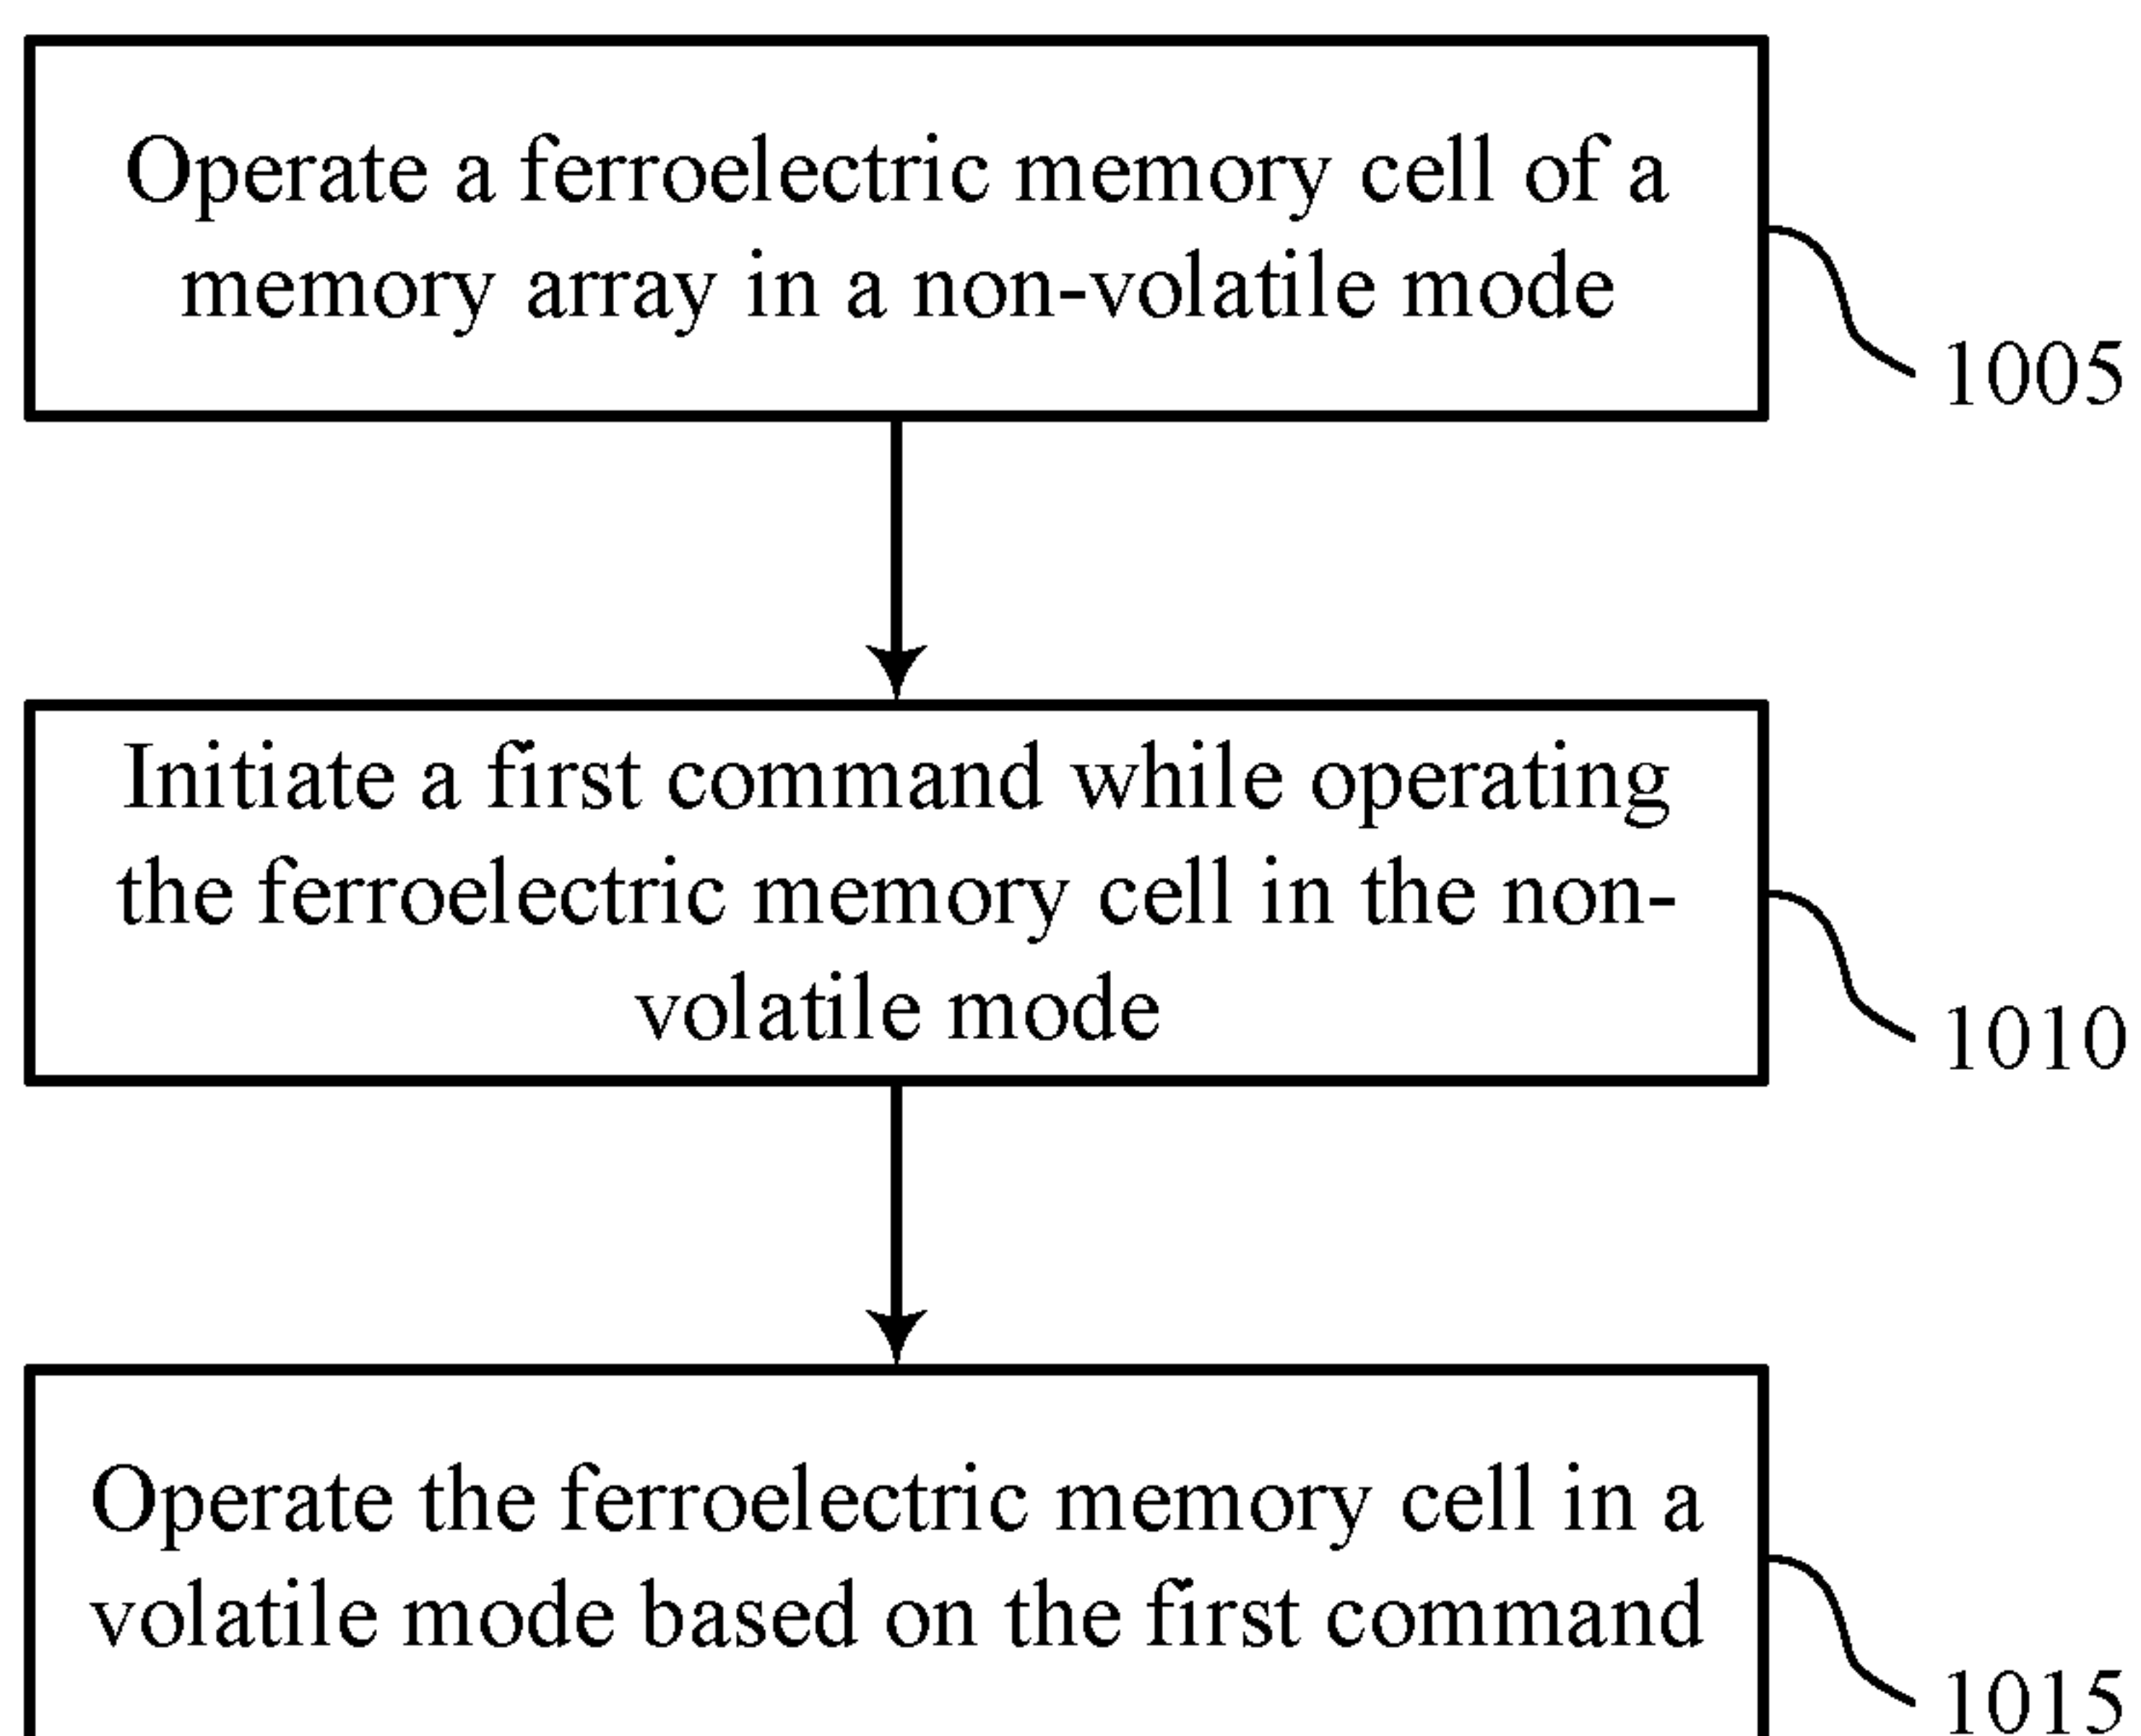 Operate a ferroelectric memory cell of a
memory array in a non-volatile mode
1005
Initiate a first command while operating
the ferroelectric memory cell in the non-
volatile mode
1010
Operate the ferroelectric memory cell in a
volatile mode based on the first command
1015